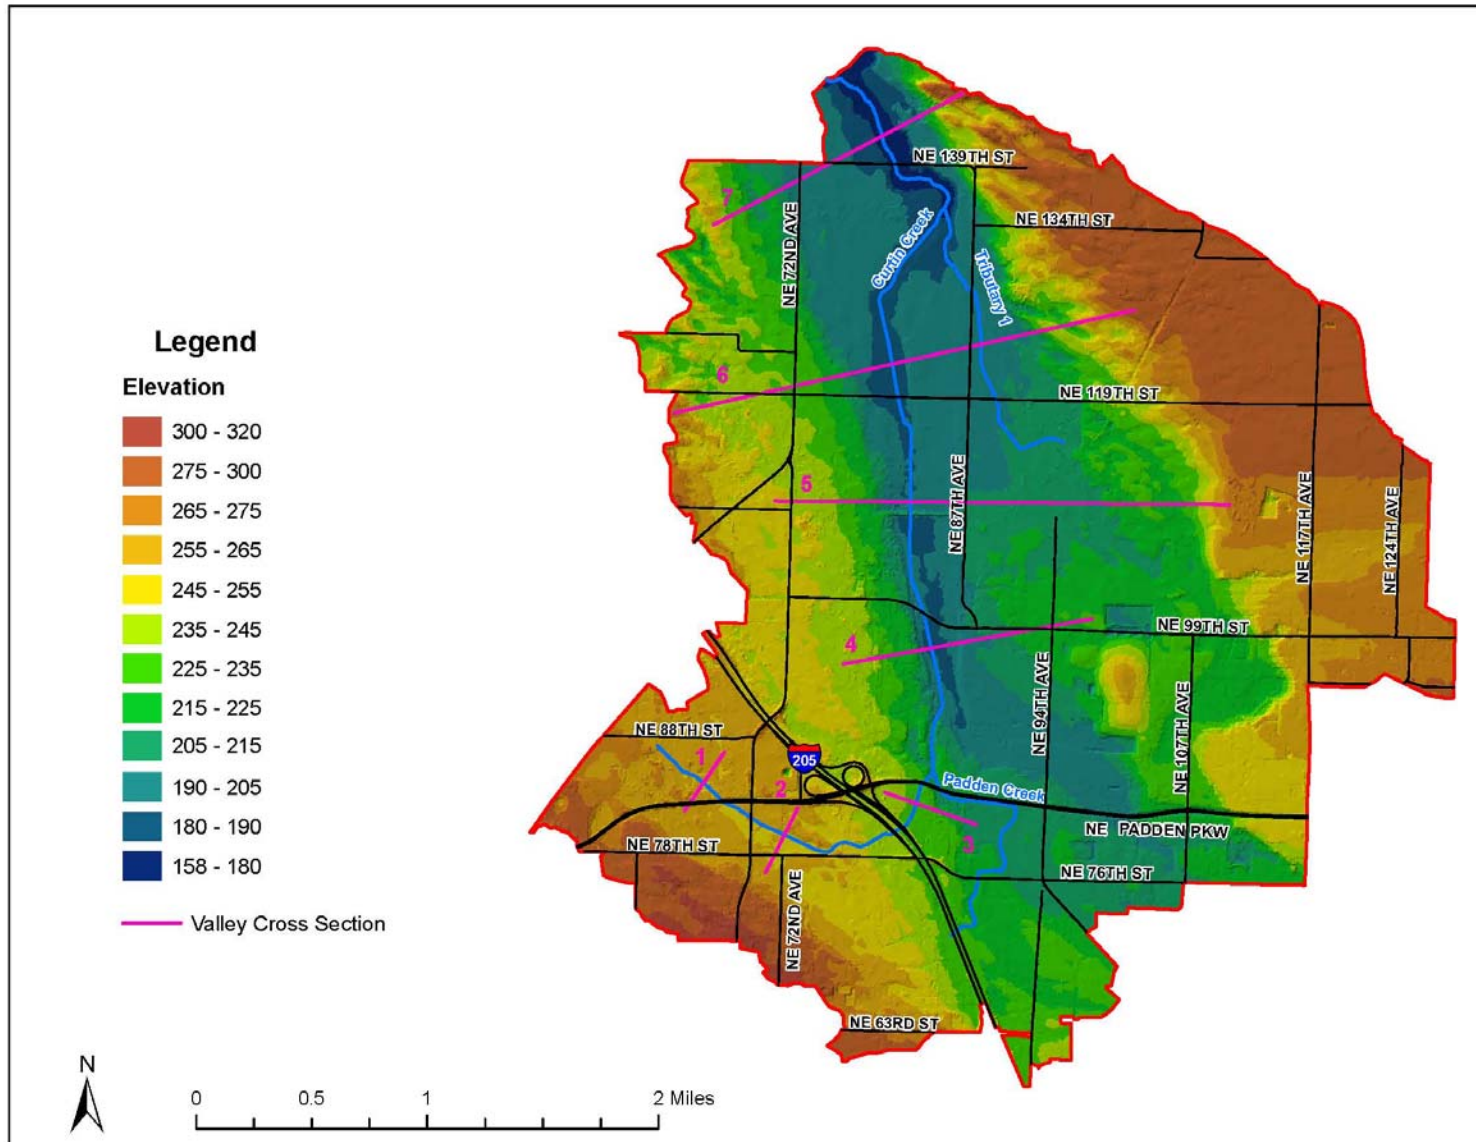 NE 139TH ST
NE 134TH ST
7
NE 72ND AVE
Curtin Creek
Tributary 1
Legend
Elevation
300 - 320
275 - 300
265 - 275
255 - 265
245 - 255
235 - 245
225 - 235
215 - 225
205 - 215
190 - 205
180 - 190
158 - 180
Valley Cross Section
6
NE 119TH ST
5
NE 87TH AVE
NE 117TH AVE
NE 124TH AVE
4
NE 99TH ST
NE 94TH AVE
NE 107TH AVE
NE 88TH ST
1
205
2
Padden Creek
NE PADDEN PKW
3
NE 78TH ST
NE 76TH ST
NE 72ND AVE
NE 63RD ST
N
0 0.5 1 2 Miles